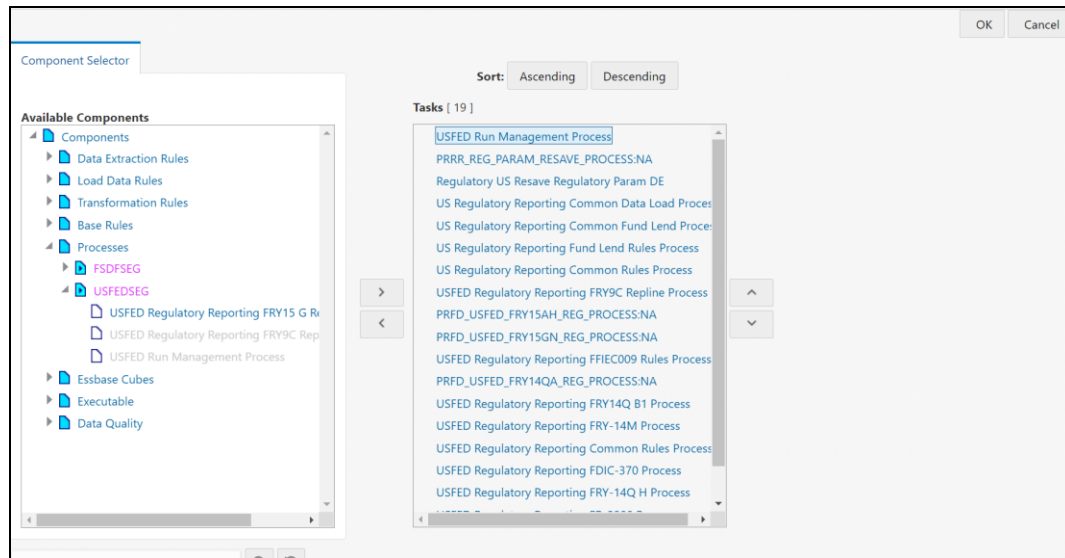 OK Cancel
Component Selector
Sort: Ascending Descending
Tasks [ 19 ]
Available Components
Components
Data Extraction Rules
Load Data Rules
Transformation Rules
Base Rules
Processes
FSDFSEG
USFEDSEG
USFED Regulatory Reporting FRY15 G
USFED Regulatory Reporting FRY9C Rep
USFED Run Management Process
Essbase Cubes
Executable
Data Quality
USFED Run Management Process
PRRR_REG_PARAM_RESAVE_PROCESS:NA
Regulatory US Resave Regulatory Param DE
US Regulatory Reporting Common Data Load Proces
US Regulatory Reporting Common Fund Lend Proce
US Regulatory Reporting Fund Lend Rules Process
US Regulatory Reporting Common Rules Process
USFED Regulatory Reporting FRY9C Repline Process
PRFD_USFED_FRY15AH_REG_PROCESS:NA
PRFD_USFED_FRY15GN_REG_PROCESS:NA
USFED Regulatory Reporting FFIEC009 Rules Process
PRFD_USFED_FRY14QA_REG_PROCESS:NA
USFED Regulatory Reporting FRY14Q B1 Process
USFED Regulatory Reporting FRY-14M Process
USFED Regulatory Reporting Common Rules Process
USFED Regulatory Reporting FDIC-370 Process
USFED Regulatory Reporting FRY-14Q H Process